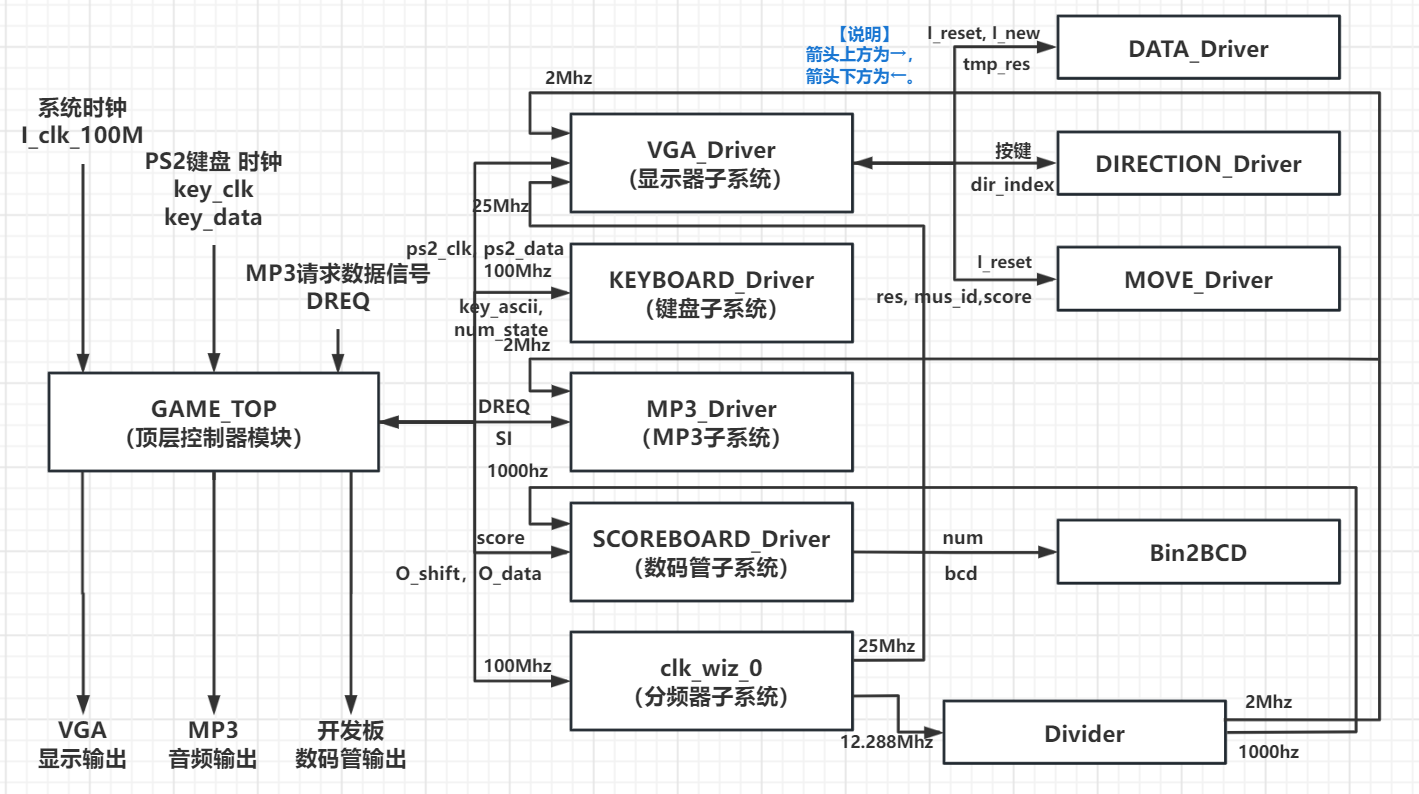 【说明】
箭头上方为→，
箭头下方为←。
I_reset, I_new
tmp_res
DATA_Driver
2Mhz
系统时钟
I_clk_100M
PS2键盘 时钟
key_clk
key_data
MP3请求数据信号
DREQ
VGA_Driver
（显示器子系统）
按键
dir_index
DIRECTION_Driver
25Mhz
ps2_clk, ps2_data
100Mhz
key_ascii,
num_state
KEYBOARD_Driver
（键盘子系统）
I_reset
res, mus_id,score
MOVE_Driver
2Mhz
GAME_TOP
（顶层控制器模块）
DREQ
SI
MP3_Driver
（MP3子系统）
1000hz
score
O_shift，O_data
SCOREBOARD_Driver
（数码管子系统）
num
bcd
Bin2BCD
100Mhz
clk_wiz_0
（分频器子系统）
25Mhz
12.288Mhz
Divider
2Mhz
1000hz
VGA
显示输出
MP3
音频输出
开发板
数码管输出